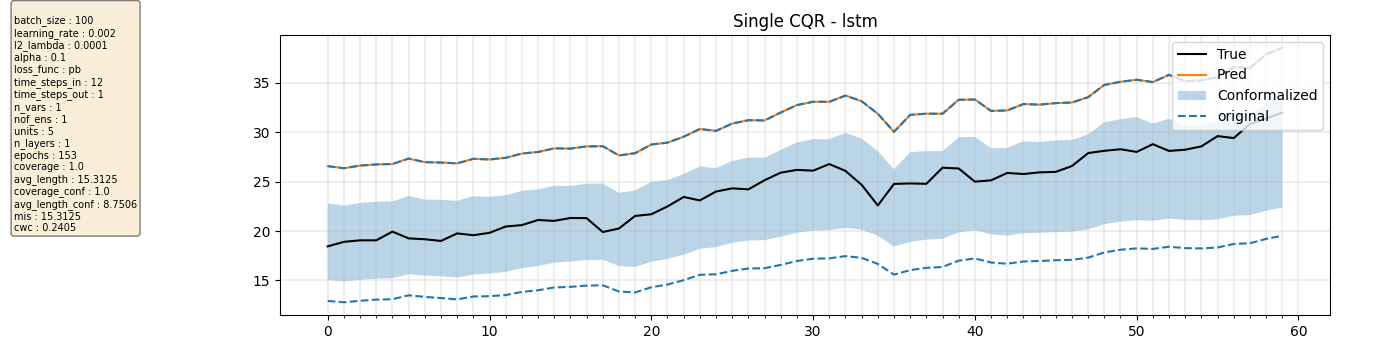 batch_size : 100
learning_rate : 0.002
l2_lambda : 0.0001
alpha : 0.1
loss_func : pb
time_steps_in : 12
time_steps_out : 1
n_vars : 1
nof_ens : 1
units : 5
n_layers : 1
epochs : 153
coverage : 1.0
avg_length : 15.3125
coverage_conf : 1.0
avg_length_conf : 8.7506
mis : 15.3125
cwc : 0.2405
Single CQR - lstm
True
Pred
Conformalized
original
35
30
25
20
15
0 10 20 30 40 50 60